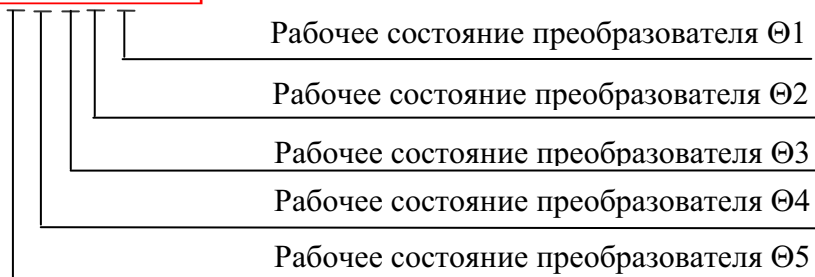 Рабочее состояние преобразователя Θ1
Рабочее состояние преобразователя Θ2
Рабочее состояние преобразователя Θ3
Рабочее состояние преобразователя Θ4
Рабочее состояние преобразователя Θ5